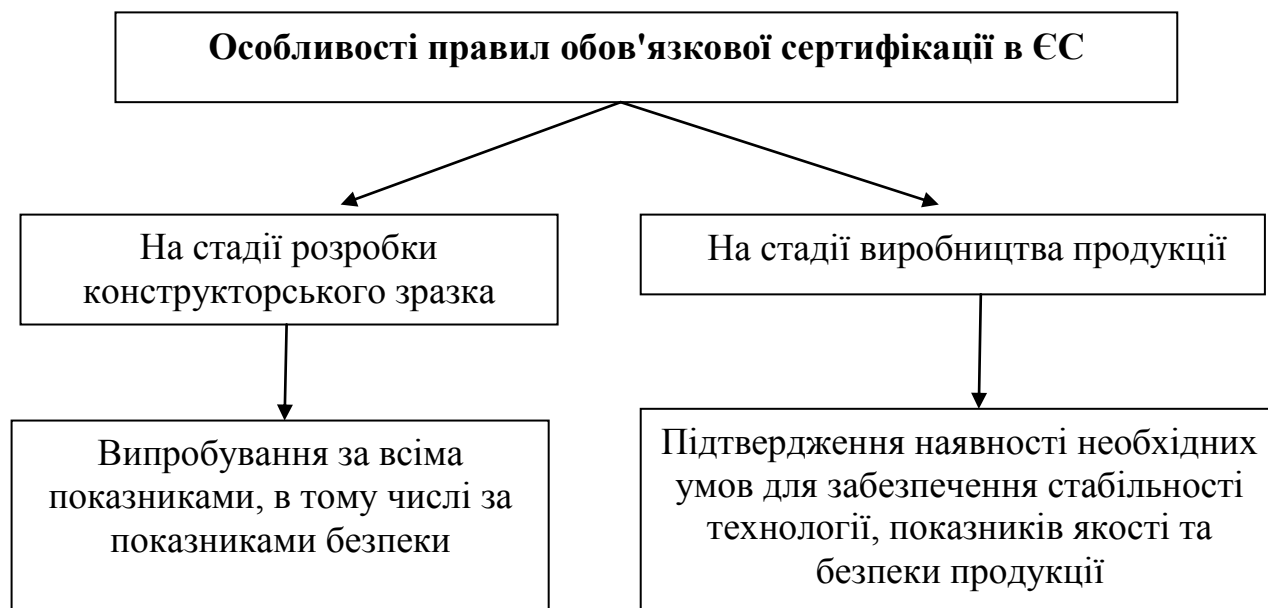 Особливості правил обов'язкової сертифікації в ЄС
На стадії розробки
конструкторського зразка
На стадії виробництва продукції
Випробування за всіма
показниками, в тому числі за
показниками безпеки
Підтвердження наявності необхідних
умов для забезпечення стабільності
технології, показників якості та
безпеки продукції